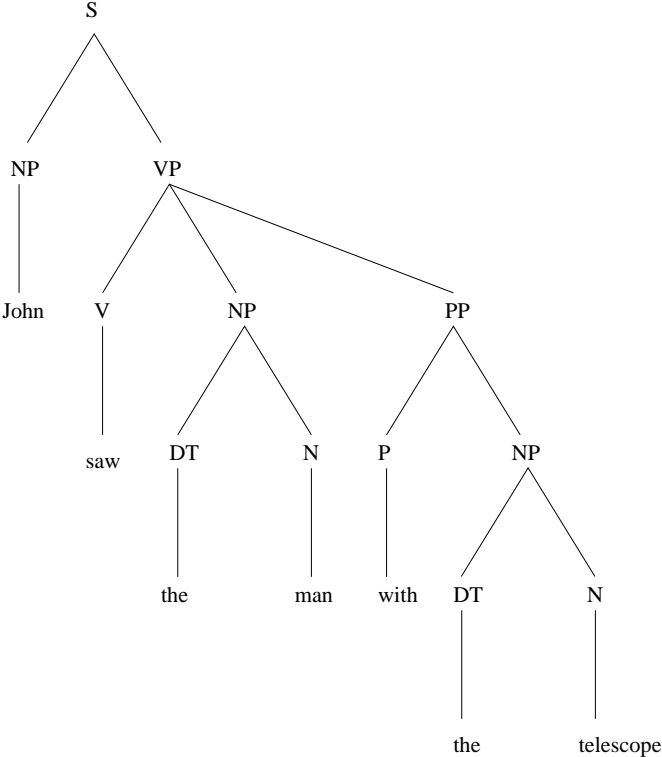 S
NP VP
John V NP PP
saw DT N P NP
the man with DT N
the telescope